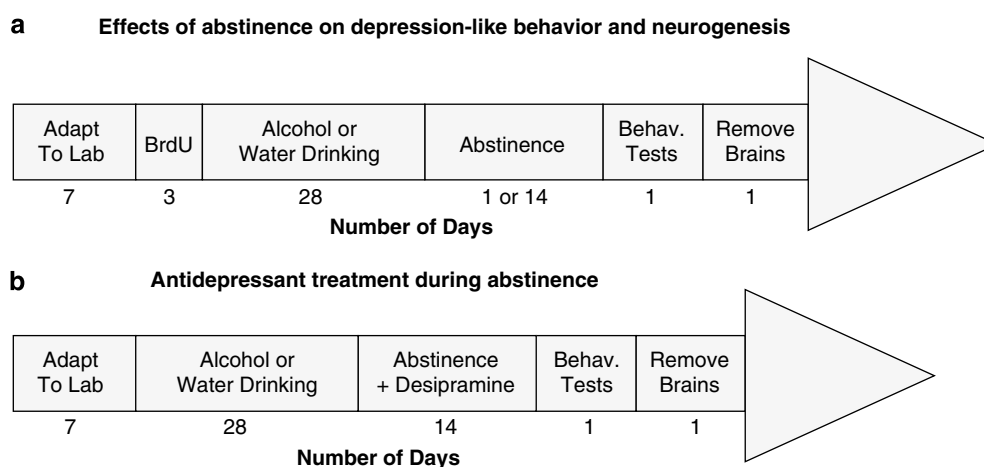 a Effects of abstinence on depression-like behavior and neurogenesis
Adapt To Lab
BrdU
Alcohol or Water Drinking
Abstinence
Behav. Tests
Remove Brains
7 3 28 1 or 14 1 1
Number of Days
b Antidepressant treatment during abstinence
Adapt To Lab
Alcohol or Water Drinking
Abstinence + Desipramine
Behav. Tests
Remove Brains
7 28 14 1 1
Number of Days